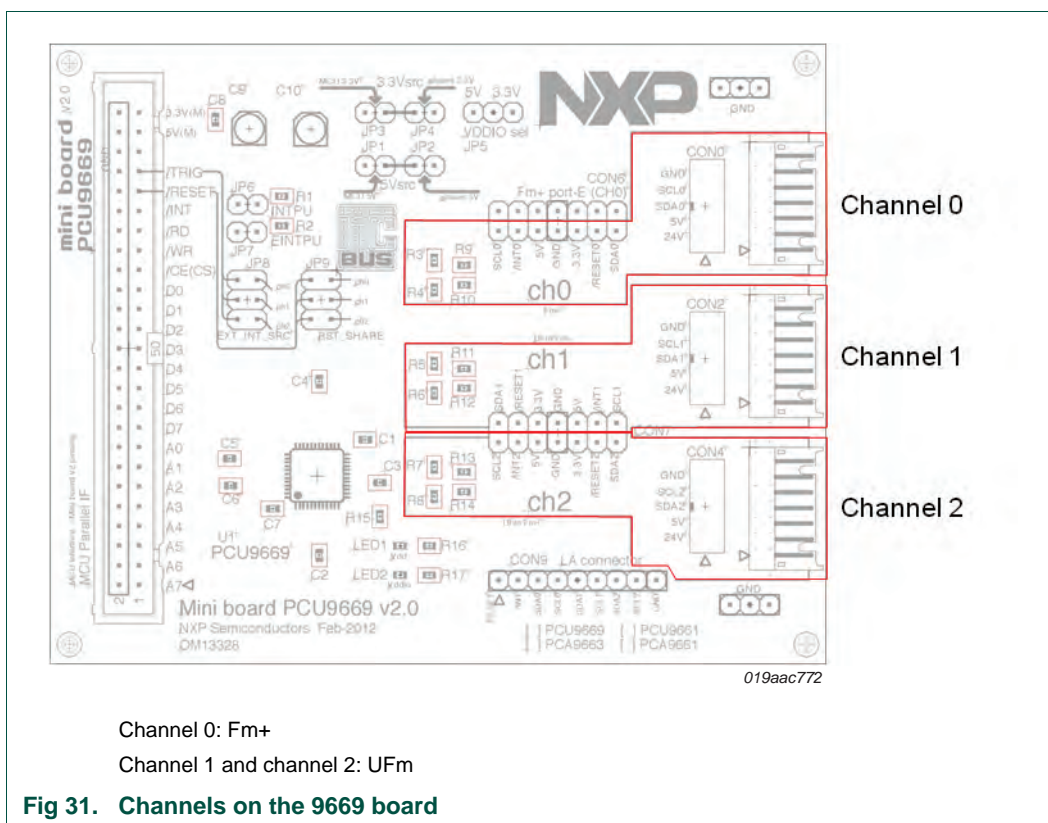 mini board v2.0
PCU9669
C8
C9
C10
3.3Vsrc
5V 3.3V
NXP
GND
3.3V(M)
5V(M)
JP3 JP4
VDDIO sel
JP5
JP1 JP2
5Vsrc
/TRIG
/RESET
/INT
/RD
/WR
/CE(CS)
D0
D1
D2
D3
D4
D5
D6
D7
A0
A1
A2
A3
A4
A5
A6
A7
50
2 1
MCU Parallel IF
JP6
R1
INTPU
R2
EINTPU
JP7
JP8
JP9
EXT_INT_SRC
RST_SHARE
BUS
CON6
Fm+ port-E (CH0)
SCL0 /INT0 5V GND 3.3V /RESET0 SDA0
R3
R9
R4
R10
ch0
CON0
GND
SCL0
SDA0
5V
24V
Channel 0
ch1
R5
R11
R6
R12
SDA1 /RESET1 3.3V GND 5V /INT1 SCL1
CON7
CON2
GND
SCL1
SDA1
5V
24V
Channel 1
SCL2 /INT2 5V GND 3.3V /RESET2 SDA2
R7
R13
R8
R14
ch2
CON4
GND
SCL2
SDA2
5V
24V
Channel 2
C4
C1
C5
C3
C6
C7
R15
U1
PCU9669
C2
LED1
R16
LED2
R17
CON9 LA connector
GND
Mini board PCU9669 v2.0
NXP Semiconductors Feb-2012
OM13328
PCU9669 PCU9661
PCA9663 PCA9661
019aac772
Channel 0: Fm+
Channel 1 and channel 2: UFm
Fig 31. Channels on the 9669 board